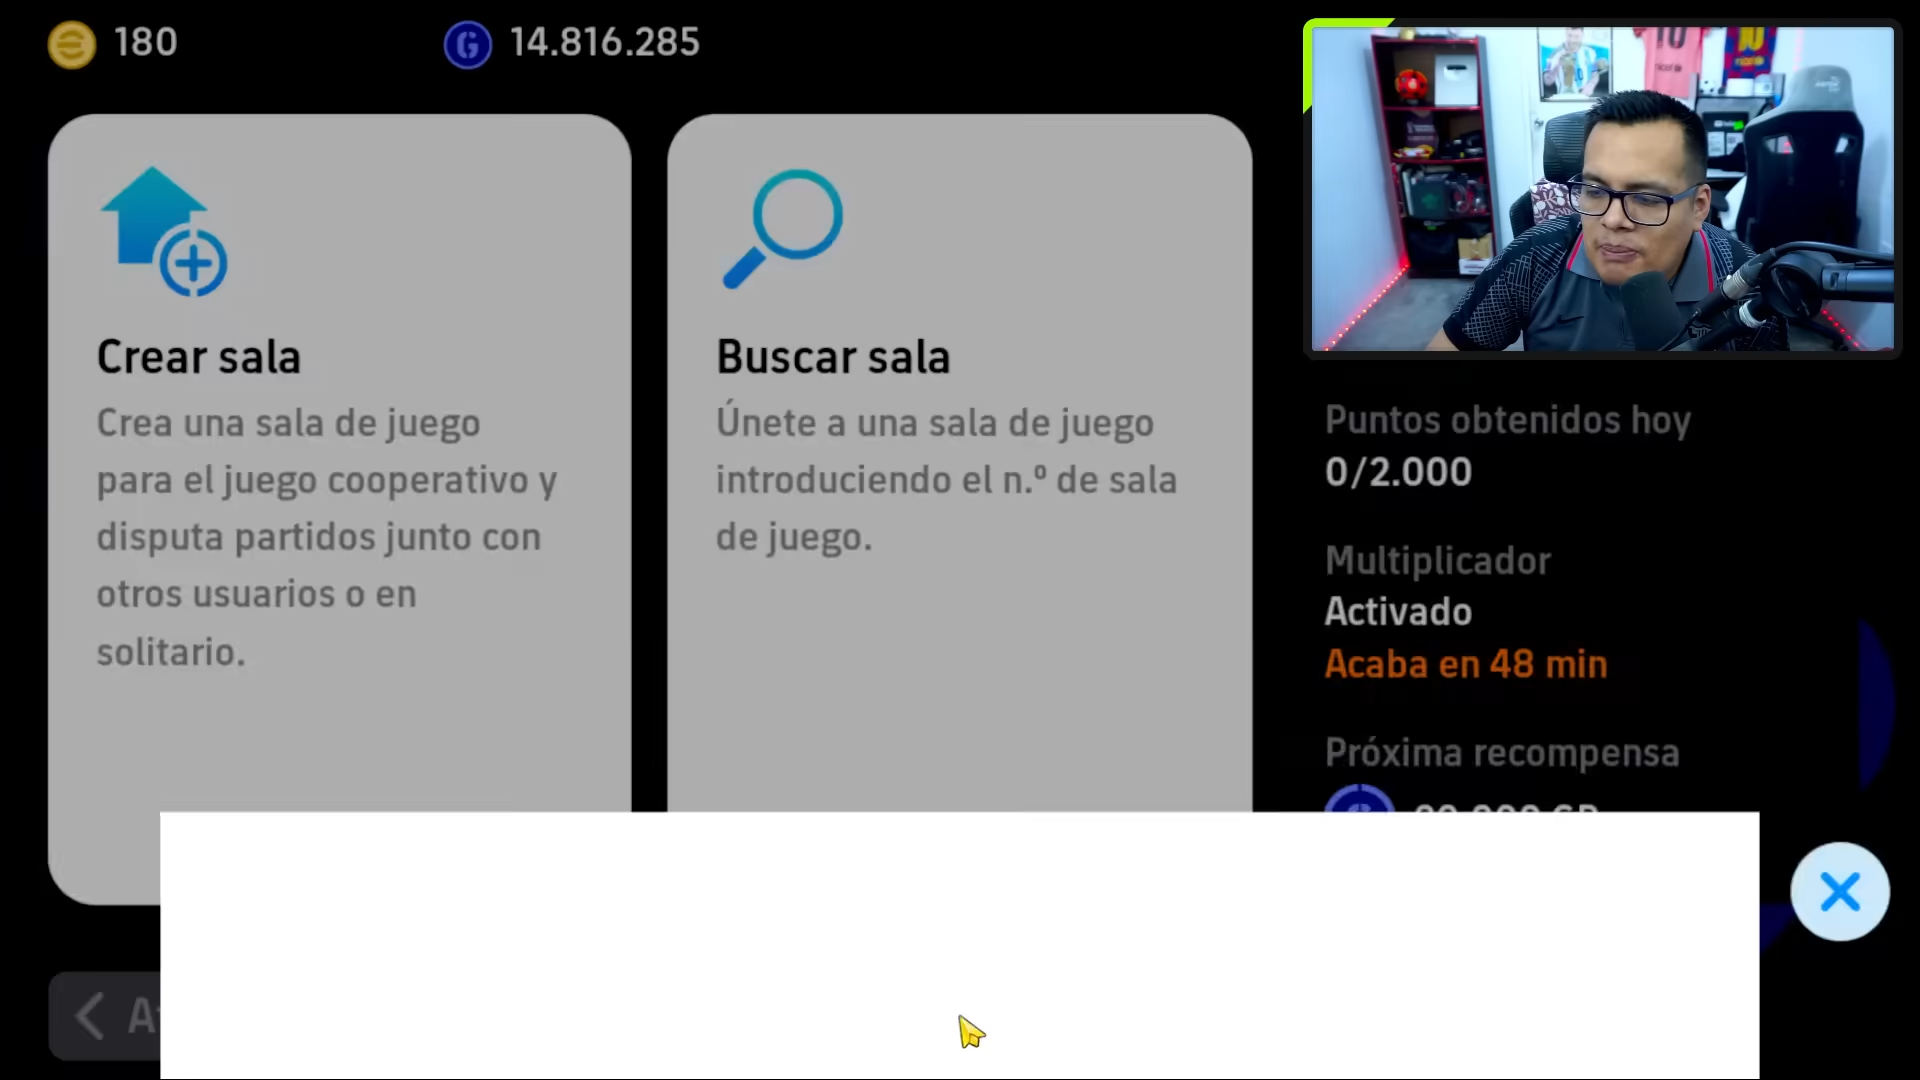 180
14.816.285
Crear sala
Crea una sala de juego
para el juego cooperativo y
disputa partidos junto con
otros usuarios o en
solitario.
Buscar sala
Únete a una sala de juego
introduciendo el n.º de sala
de juego.
Puntos obtenidos hoy
0/2.000
Multiplicador
Activado
Acaba en 48 min
Próxima recompensa
10
10